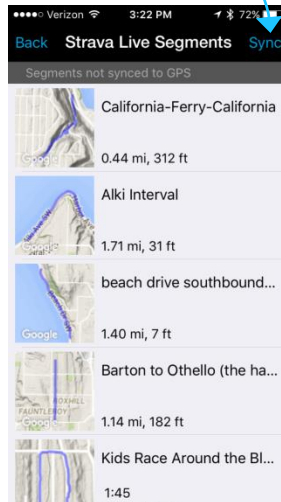 Verizon 3:22 PM 72%
Back Strava Live Segments Sync
Segments not synced to GPS
California-Ferry-California
0.44 mi, 312 ft
Google
Alki Interval
1.71 mi, 31 ft
Google
beach drive southbound...
1.40 mi, 7 ft
Google
Barton to Othello (the ha...
ROXHILL
FAUNTLEROY
1.14 mi, 182 ft
Google
Kids Race Around the Bl...
1:45